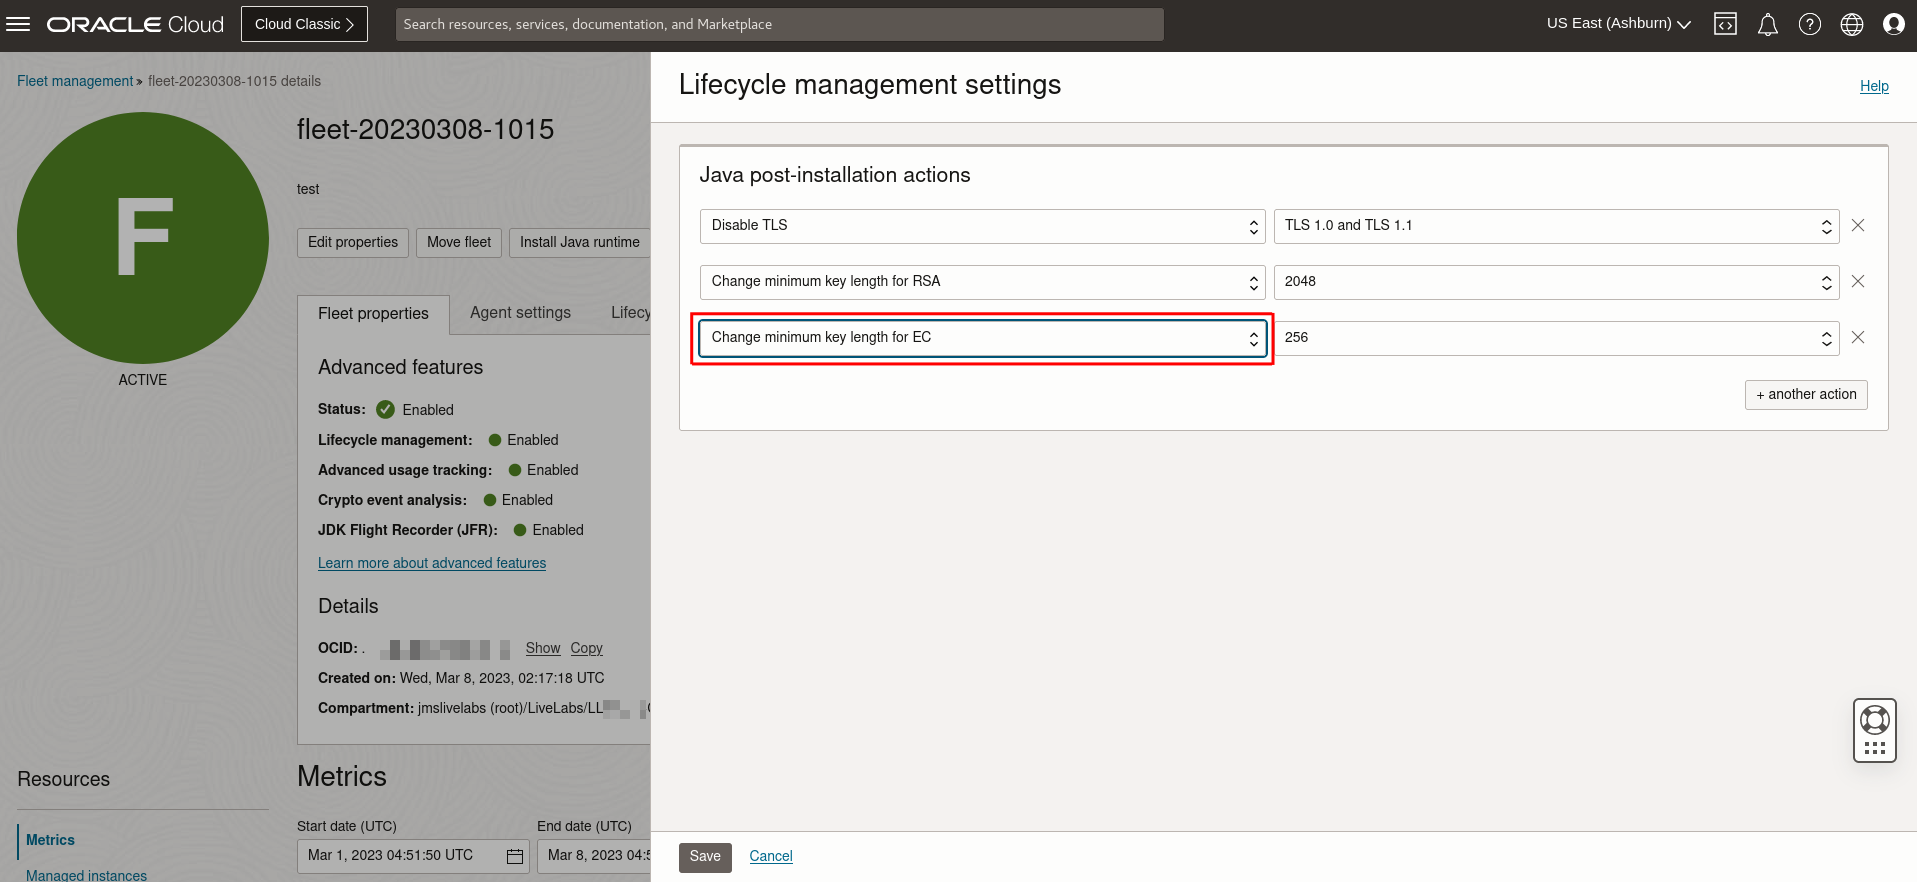 ORACLE Cloud
Cloud Classic
Search resources, services, documentation, and Marketplace
US East (Ashburn)
Fleet management » fleet-20230308-1015 details
F
ACTIVE
fleet-20230308-1015
test
Edit properties
Move fleet
Install Java runtime
Fleet properties
Agent settings
Lifecy
Advanced features
Status: Enabled
Lifecycle management: Enabled
Advanced usage tracking: Enabled
Crypto event analysis: Enabled
JDK Flight Recorder (JFR): Enabled
Learn more about advanced features
Details
OCID: . Show Copy
Created on: Wed, Mar 8, 2023, 02:17:18 UTC
Compartment: jmslivelabs (root)/LiveLabs/LL
Resources
Metrics
Managed instances
Metrics
Start date (UTC)
End date (UTC)
Mar 1, 2023 04:51:50 UTC
Mar 8, 2023 04:5
Lifecycle management settings
Help
Java post-installation actions
Disable TLS
TLS 1.0 and TLS 1.1
Change minimum key length for RSA
2048
Change minimum key length for EC
256
+ another action
Save
Cancel